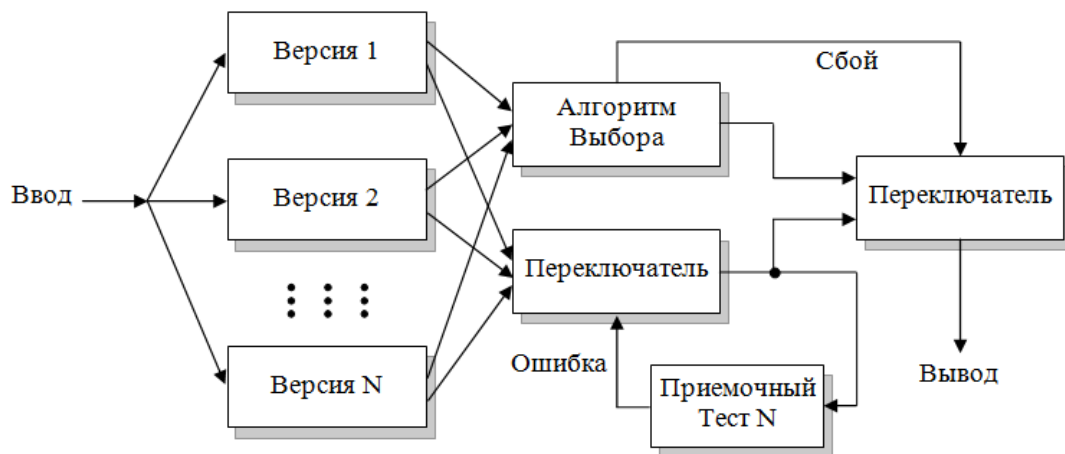 Версия 1
Сбой
Алгоритм
Выбора
Ввод
Версия 2
Переключатель
Переключатель
Ошибка
Версия N
Приемочный
Тест N
Вывод